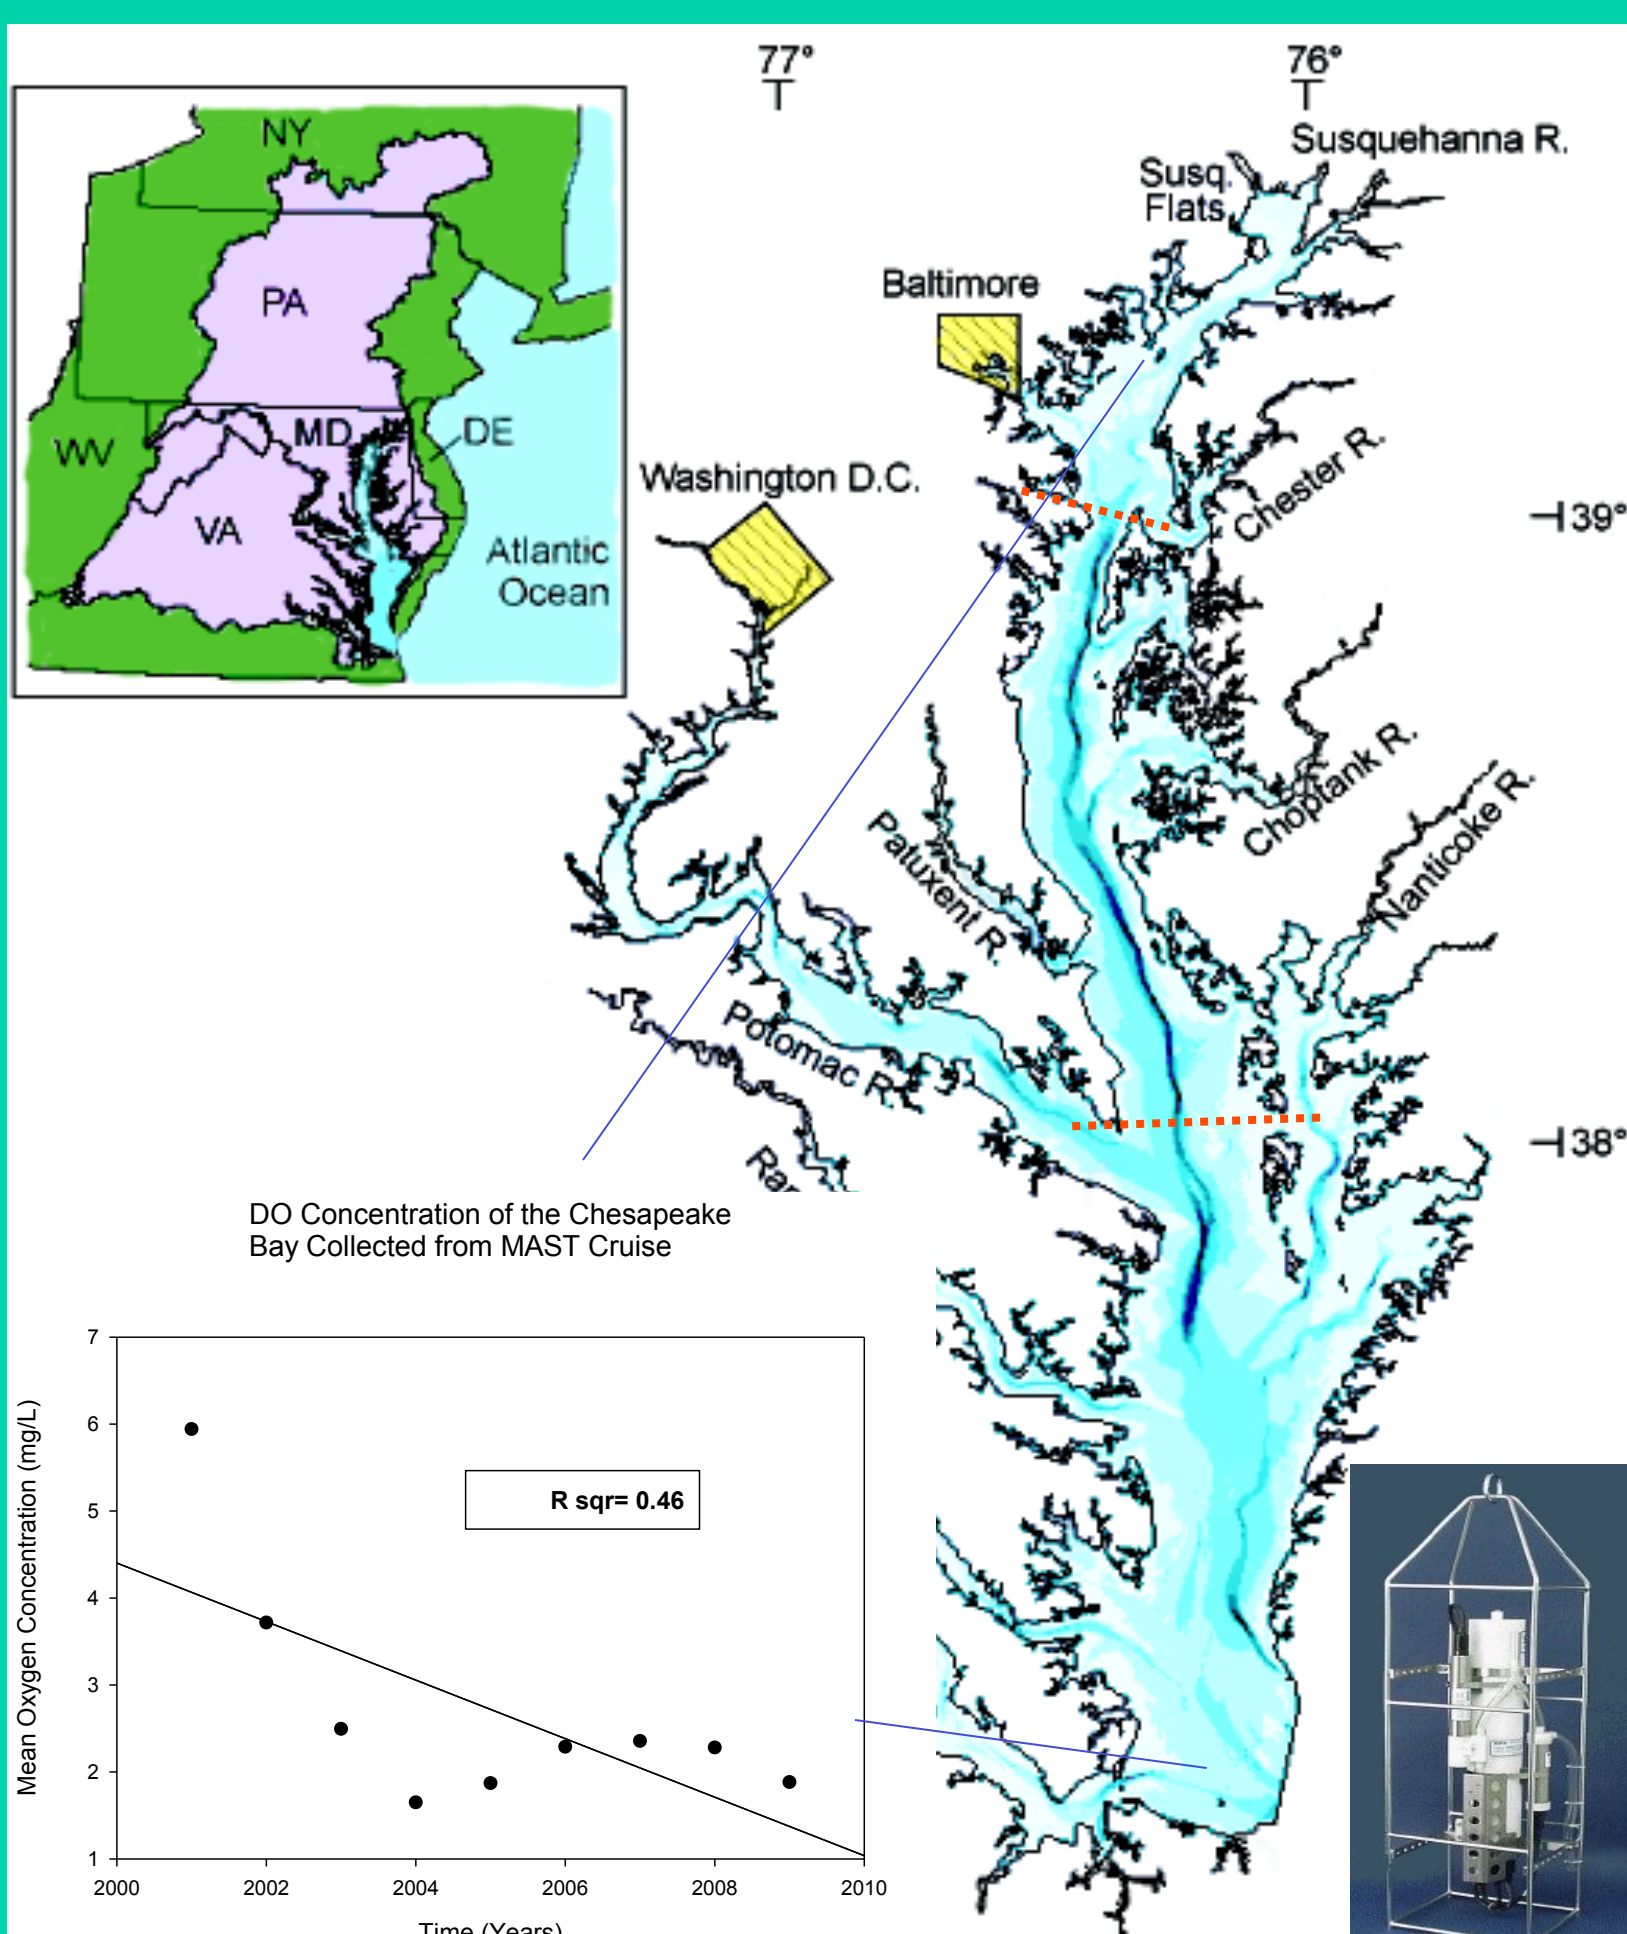 77°
76°
Susquehanna R.
Susq.
Flats
NY
Baltimore
PA
WV
MD
DE
Washington D.C.
Chester R.
39°
VA
Atlantic
Ocean
Choptank R.
Patuxent R.
Nanticoke R.
Potomac R.
38°
DO Concentration of the Chesapeake
Bay Collected from MAST Cruise
7
6
5
4
3
2
1
R sqr= 0.46
Mean Oxygen Concentration (mg/L)
2000 2002 2004 2006 2008 2010
Time (Years)